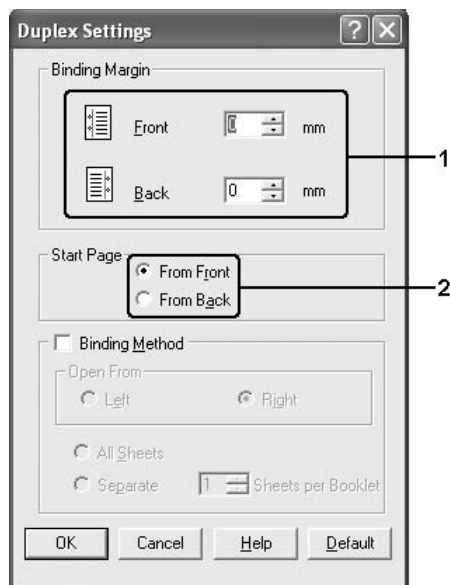 Duplex Settings
Binding Margin
Front 0 mm
1
Back 0 mm
Start Page
From Front
From Back
2
Binding Method
Open From
Left Right
All Sheets
Separate 1 Sheets per Booklet
OK Cancel Help Default